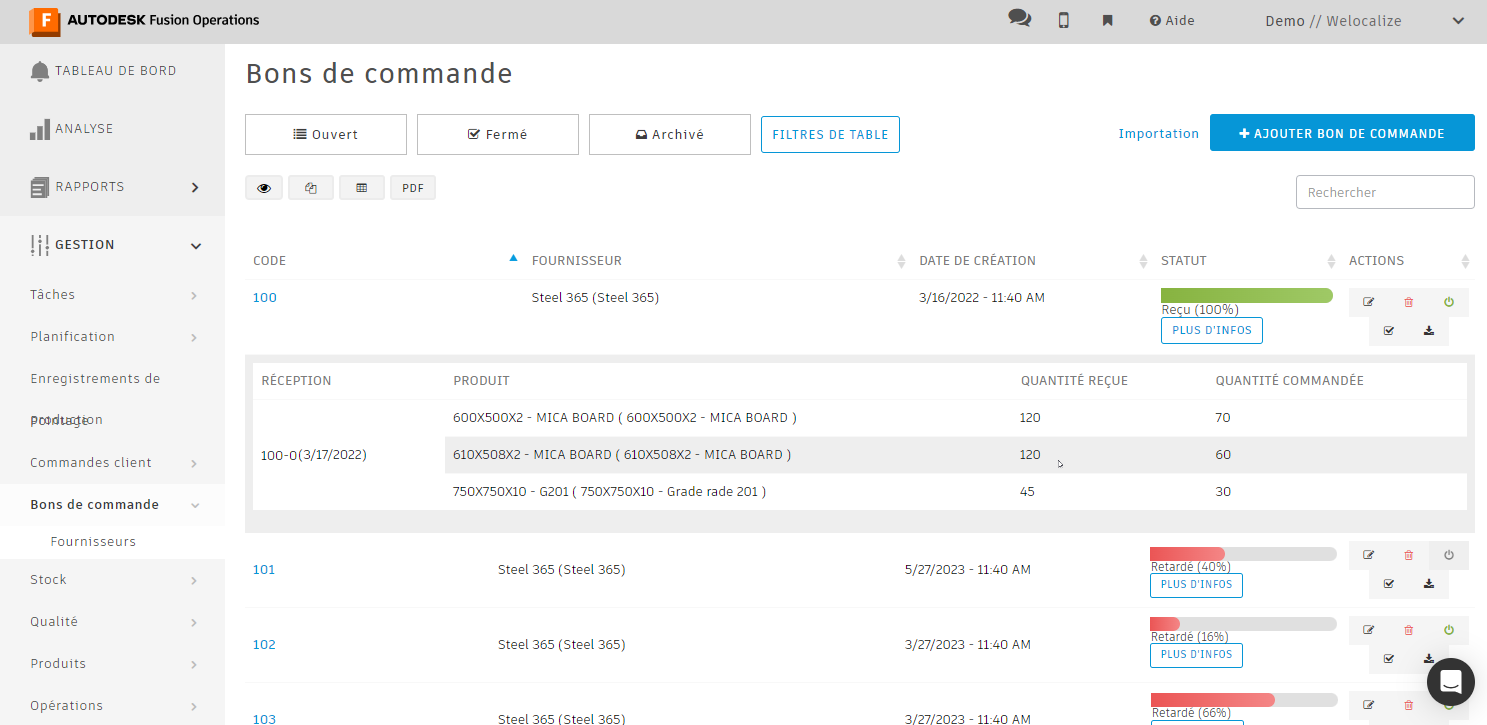 F AUTODESK Fusion Operations
Aide
Demo // Welocalize
TABLEAU DE BORD
ANALYSE
RAPPORTS
GESTION
Tâches
Planification
Enregistrements de
production
Pointage
Commandes client
Bons de commande
Fournisseurs
Stock
Qualité
Produits
Opérations
Bons de commande
Ouvert
Fermé
Archivé
FILTRES DE TABLE
Importation
AJOUTER BON DE COMMANDE
PDF
Rechercher
CODE FOURNISSEUR DATE DE CRÉATION STATUT ACTIONS
100 Steel 365 (Steel 365) 3/16/2022 - 11:40 AM
Reçu (100%)
PLUS D'INFOS
RÉCEPTION PRODUIT QUANTITÉ REÇUE QUANTITÉ COMMANDÉE
600X500X2 - MICA BOARD ( 600X500X2 - MICA BOARD ) 120 70
100-0(3/17/2022) 610X508X2 - MICA BOARD ( 610X508X2 - MICA BOARD ) 120 60
750X750X10 - G201 ( 750X750X10 - Grade rade 201 ) 45 30
101 Steel 365 (Steel 365) 5/27/2023 - 11:40 AM
Retardé (40%)
PLUS D'INFOS
102 Steel 365 (Steel 365) 3/27/2023 - 11:40 AM
Retardé (16%)
PLUS D'INFOS
103 Steel 365 (Steel 365) 3/27/2023 - 11:40 AM
Retardé (66%)